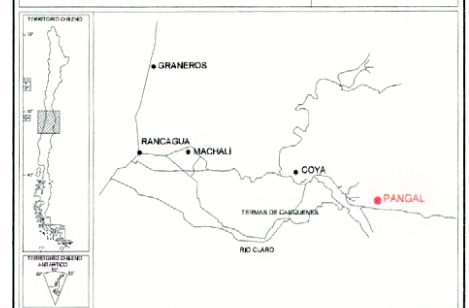 TERRITORIO CHILENO
GRANEROS
RANCAGUA
MACHALÍ
COYA
PANGAL
TERMAS DE CAUQUENES
RIO CLARO
TERRITORIO CHILENO
ANTARTICO